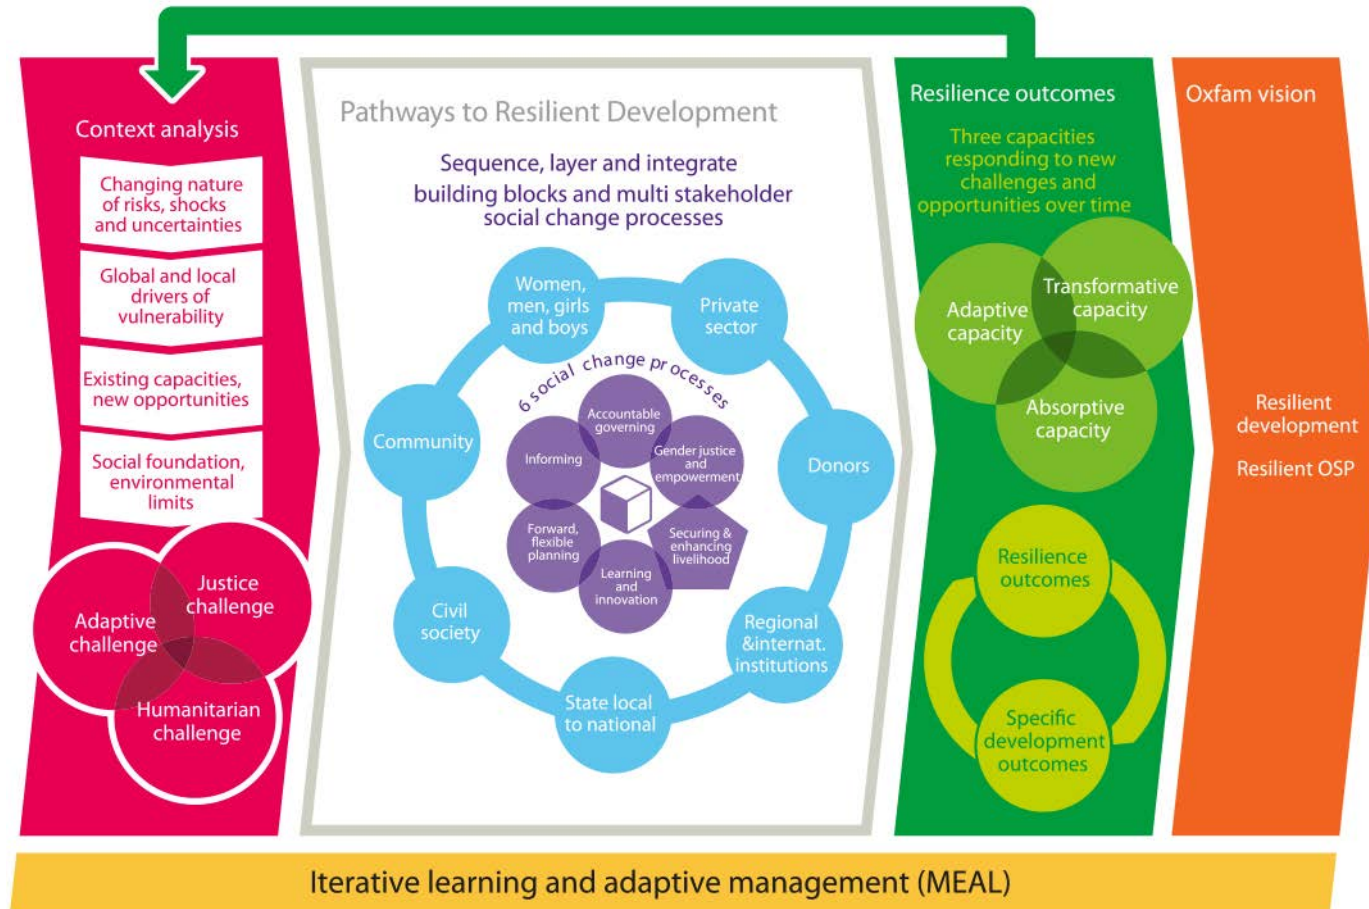 Context analysis
Changing nature
of risks, shocks
and uncertainties
Global and local
drivers of
vulnerability
Existing capacities,
new opportunities
Social foundation,
environmental
limits
Justice
challenge
Adaptive
challenge
Humanitarian
challenge
Pathways to Resilient Development
Sequence, layer and integrate
building blocks and multi stakeholder
social change processes
Women,
men, girls
and boys
Private
sector
Community
Donors
Civil
society
Regional
&internat.
institutions
State local
to national
6 social change processes
Accountable
governing
Informing
Gender justice
and
empowerment
Forward,
flexible
planning
Securing &
enhancing
livelihood
Learning
and
innovation
Resilience outcomes
Three capacities
responding to new
challenges and
opportunities over time
Transformative
capacity
Adaptive
capacity
Absorptive
capacity
Resilience
outcomes
Specific
development
outcomes
Oxfam vision
Resilient
development
Resilient OSP
Iterative learning and adaptive management (MEAL)